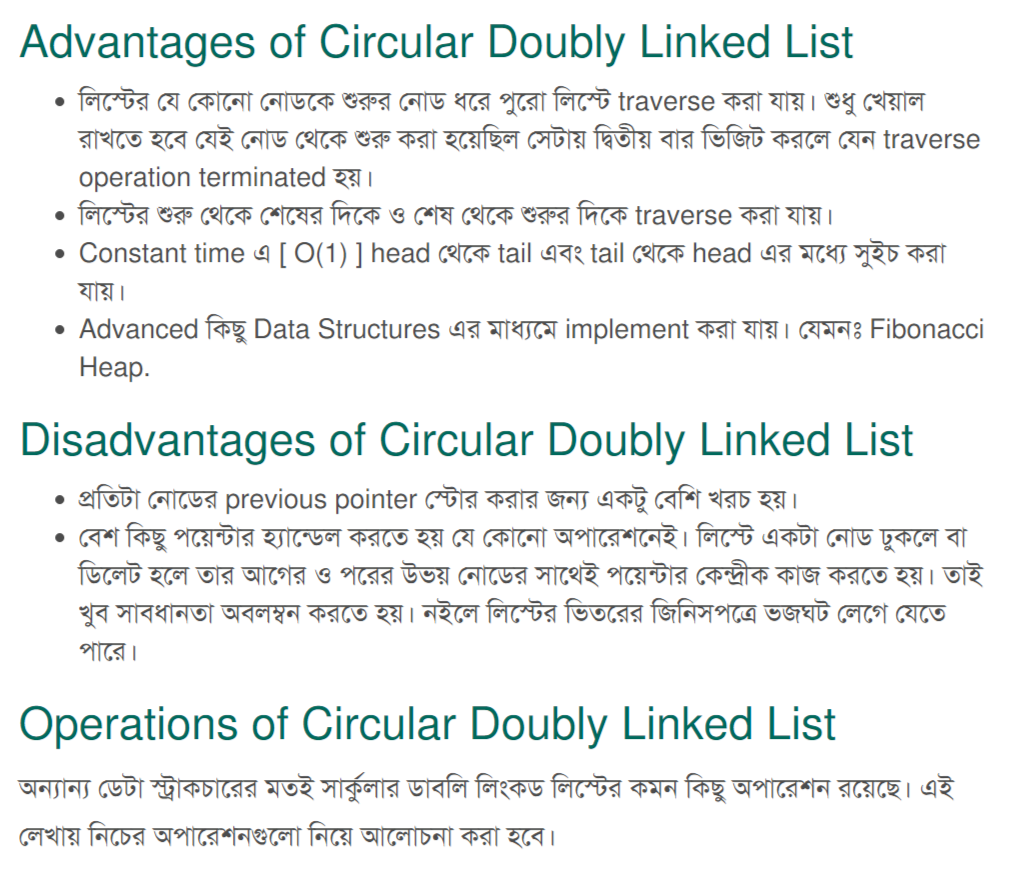 Advantages of Circular Doubly Linked List
• লিস্টের যে কোনো নোডকে শুরুর নোড ধরে পুরো লিস্টে traverse করা যায়। শুধু খেয়াল
রাখতে হবে যেই নোড থেকে শুরু করা হয়েছিল সেটায় দ্বিতীয় বার ভিজিট করলে যেন traverse
operation terminated হয়।
• লিস্টের শুরু থেকে শেষের দিকে ও শেষ থেকে শুরুর দিকে traverse করা যায়।
• Constant time এ [ O(1) ] head থেকে tail এবং tail থেকে head এর মধ্যে সুইচ করা
যায়।
• Advanced কিছু Data Structures এর মাধ্যমে implement করা যায়। যেমনঃ Fibonacci
Heap.
Disadvantages of Circular Doubly Linked List
• প্রতিটা নোডের previous pointer স্টোর করার জন্য একটু বেশি খরচ হয়।
• বেশ কিছু পয়েন্টার হ্যান্ডেল করতে হয় যে কোনো অপারেশনেই। লিস্টে একটা নোড ঢুকলে বা
ডিলেট হলে তার আগের ও পরের উভয় নোডের সাথেই পয়েন্টার কেন্দ্রীক কাজ করতে হয়। তাই
খুব সাবধানতা অবলম্বন করতে হয়। নইলে লিস্টের ভিতরের জিনিসপত্রে ভজঘট লেগে যেতে
পারে।
Operations of Circular Doubly Linked List
অন্যান্য ডেটা স্ট্রাকচারের মতই সার্কুলার ডাবলি লিংকড লিস্টের কমন কিছু অপারেশন রয়েছে। এই
লেখায় নিচের অপারেশনগুলো নিয়ে আলোচনা করা হবে।